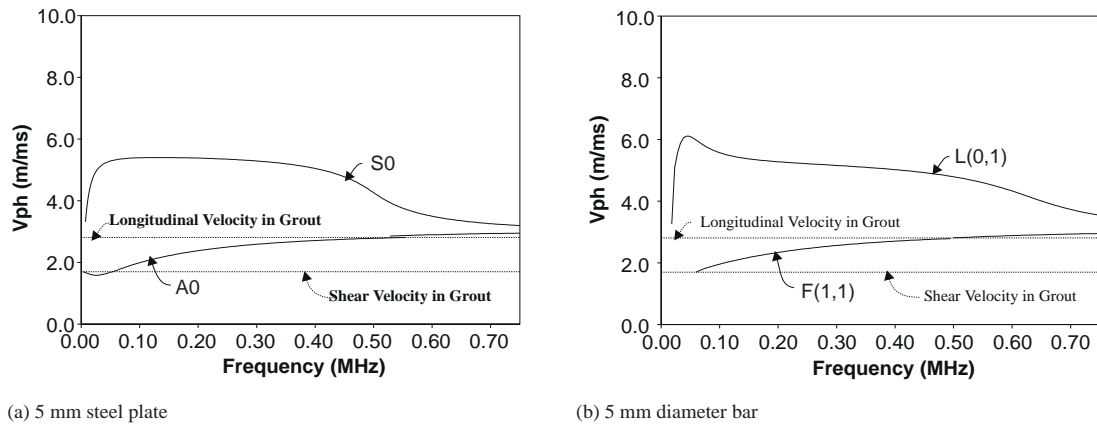 10.0
8.0
6.0
4.0
2.0
0.0
Vph (m/ms)
S0
Longitudinal Velocity in Grout
A0
Shear Velocity in Grout
0.00 0.10 0.20 0.30 0.40 0.50 0.60 0.70
Frequency (MHz)
(a) 5 mm steel plate
10.0
8.0
6.0
4.0
2.0
0.0
Vph (m/ms)
L(0,1)
Longitudinal Velocity in Grout
F(1,1)
Shear Velocity in Grout
0.00 0.10 0.20 0.30 0.40 0.50 0.60 0.70
Frequency (MHz)
(b) 5 mm diameter bar